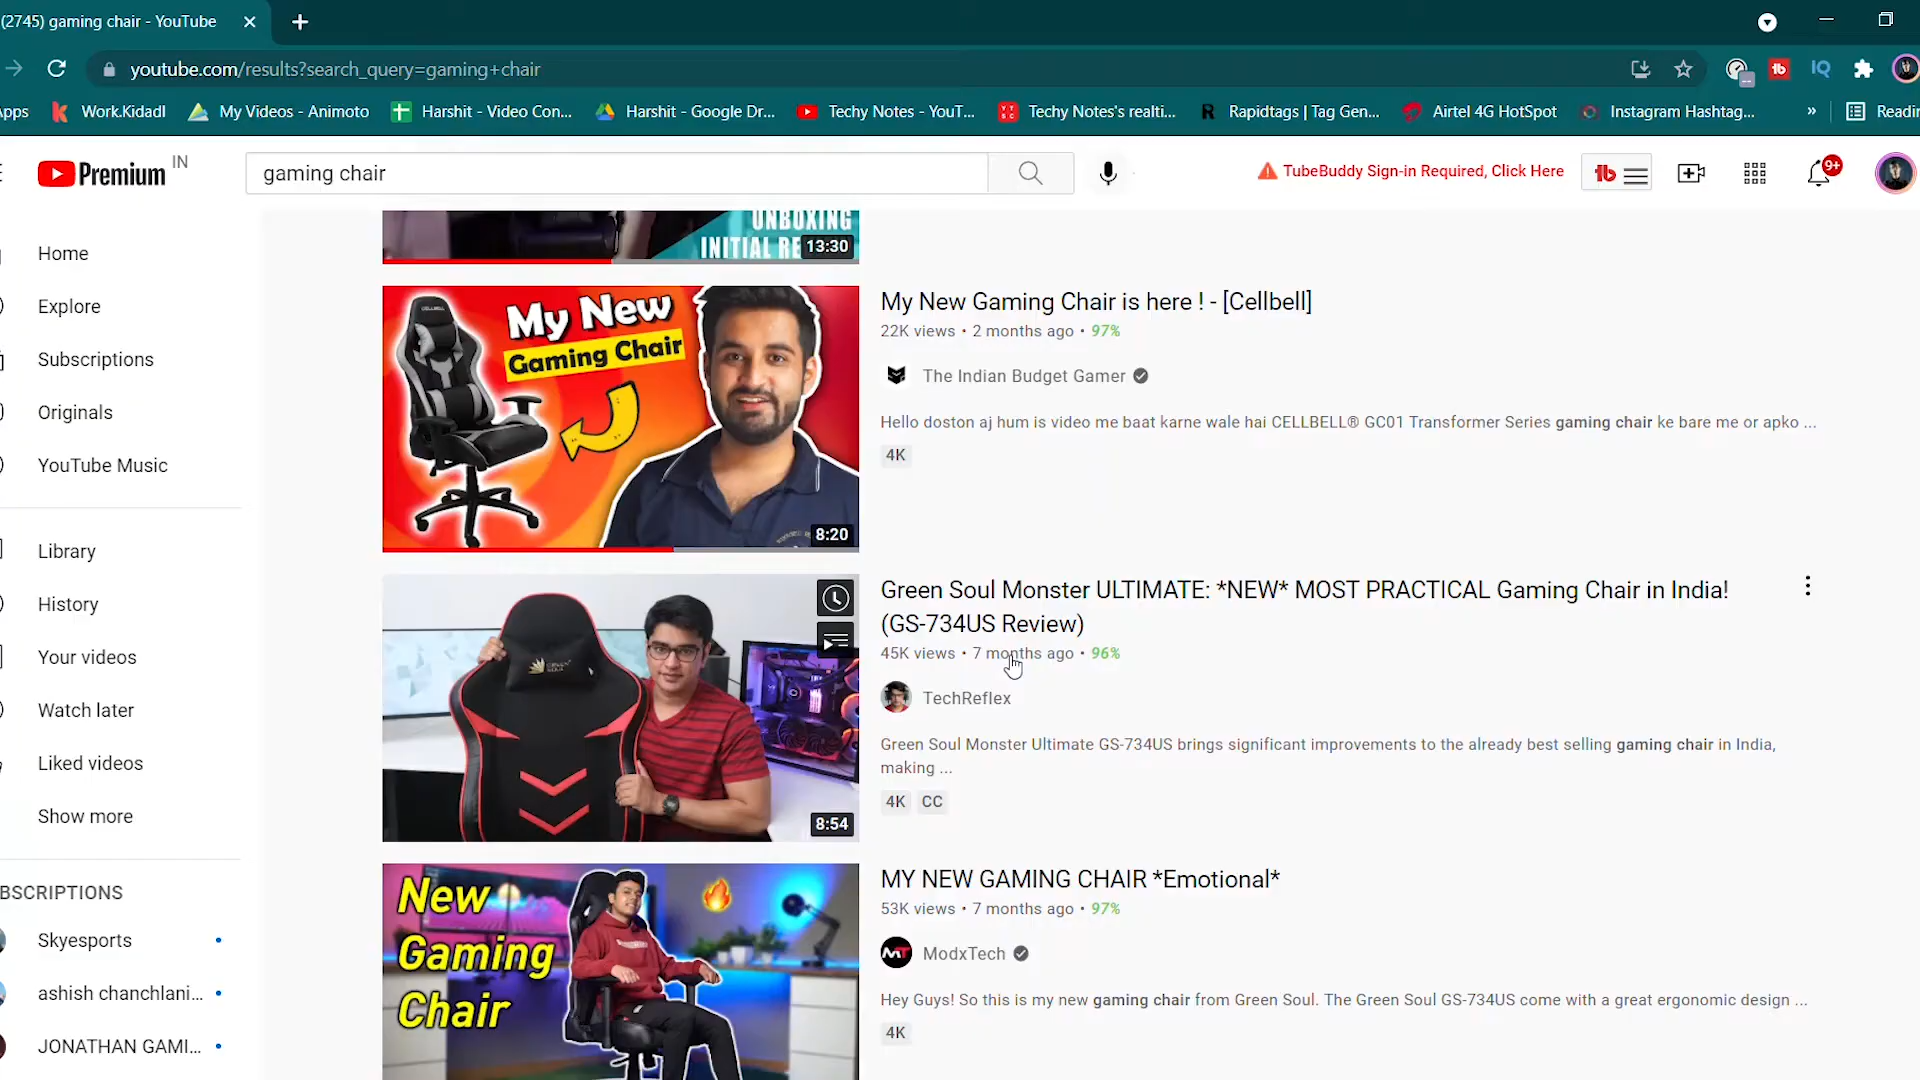 (2745) gaming chair - YouTube
youtube.com/results?search_query=gaming+chair
Work.Kidadl
My Videos - Animoto
Harshit - Video Con...
Harshit - Google Dr...
Techy Notes - YouT...
Techy Notes's realti...
Rapidtags | Tag Gen...
Airtel 4G HotSpot
Instagram Hashtag...
»
Premium IN
gaming chair
TubeBuddy Sign-in Required, Click Here
9+
Home
Explore
Subscriptions
Originals
YouTube Music
Library
History
Your videos
Watch later
Liked videos
Show more
BSCRIPTIONS
Skyesports
ashish chanchlani...
JONATHAN GAMI...
UNBOXING
INITIAL RE
13:30
My New
Gaming Chair
CELLBELL
8:20
My New Gaming Chair is here ! - [Cellbell]
22K views • 2 months ago • 97%
The Indian Budget Gamer
Hello doston aj hum is video me baat karne wale hai CELLBELL® GC01 Transformer Series gaming chair ke bare me or apko ...
4K
GREEN SOUL
8:54
Green Soul Monster ULTIMATE: *NEW* MOST PRACTICAL Gaming Chair in India!
(GS-734US Review)
45K views • 7 months ago • 96%
TechReflex
Green Soul Monster Ultimate GS-734US brings significant improvements to the already best selling gaming chair in India,
making ...
4K CC
New
Gaming
Chair
MY NEW GAMING CHAIR *Emotional*
53K views • 7 months ago • 97%
MT ModxTech
Hey Guys! So this is my new gaming chair from Green Soul. The Green Soul GS-734US come with a great ergonomic design ...
4K